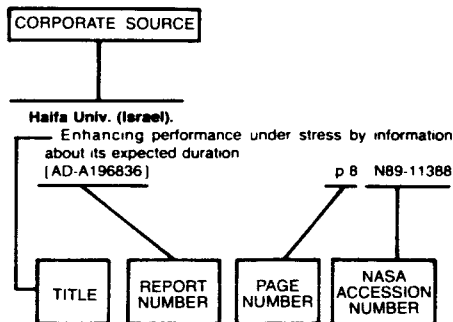 CORPORATE SOURCE
Haifa Univ. (Israel).
Enhancing performance under stress by information
about its expected duration
[AD-A196836] p 8 N89-11388
TITLE
REPORT
NUMBER
PAGE
NUMBER
NASA
ACCESSION
NUMBER